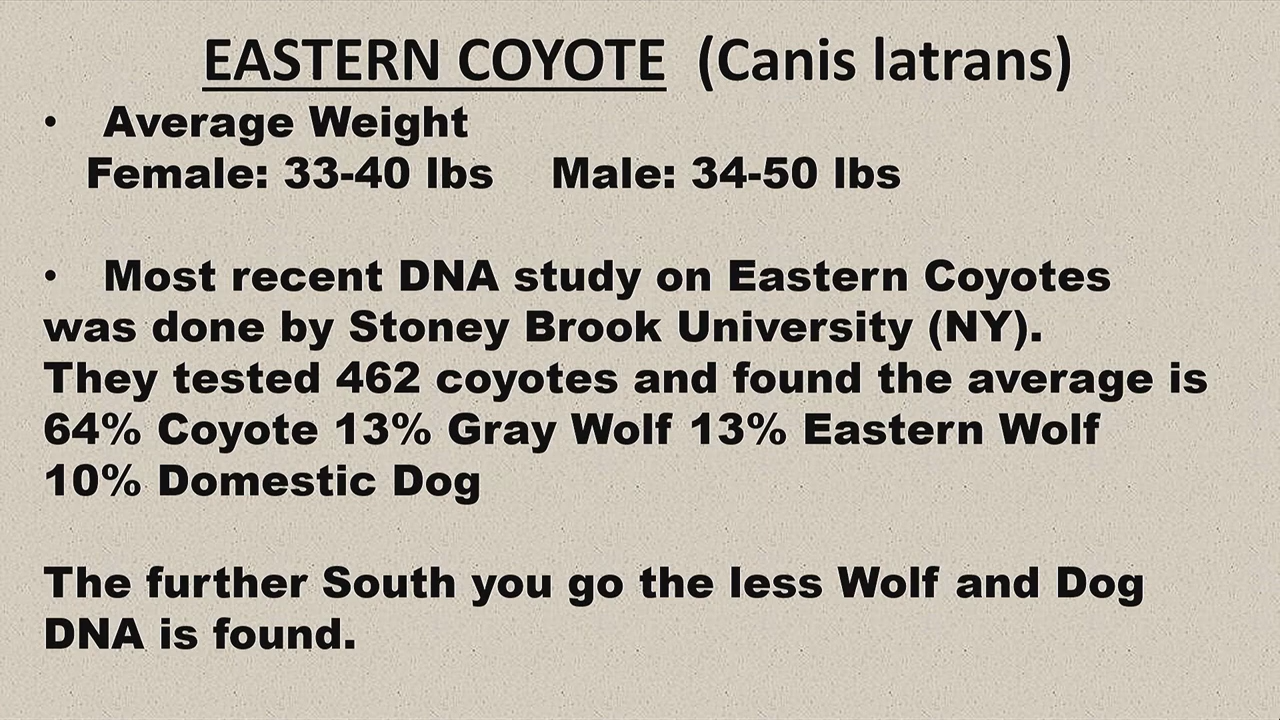 EASTERN COYOTE (Canis latrans)
• Average Weight
Female: 33-40 lbs Male: 34-50 lbs
• Most recent DNA study on Eastern Coyotes
was done by Stoney Brook University (NY).
They tested 462 coyotes and found the average is
64% Coyote 13% Gray Wolf 13% Eastern Wolf
10% Domestic Dog
The further South you go the less Wolf and Dog
DNA is found.